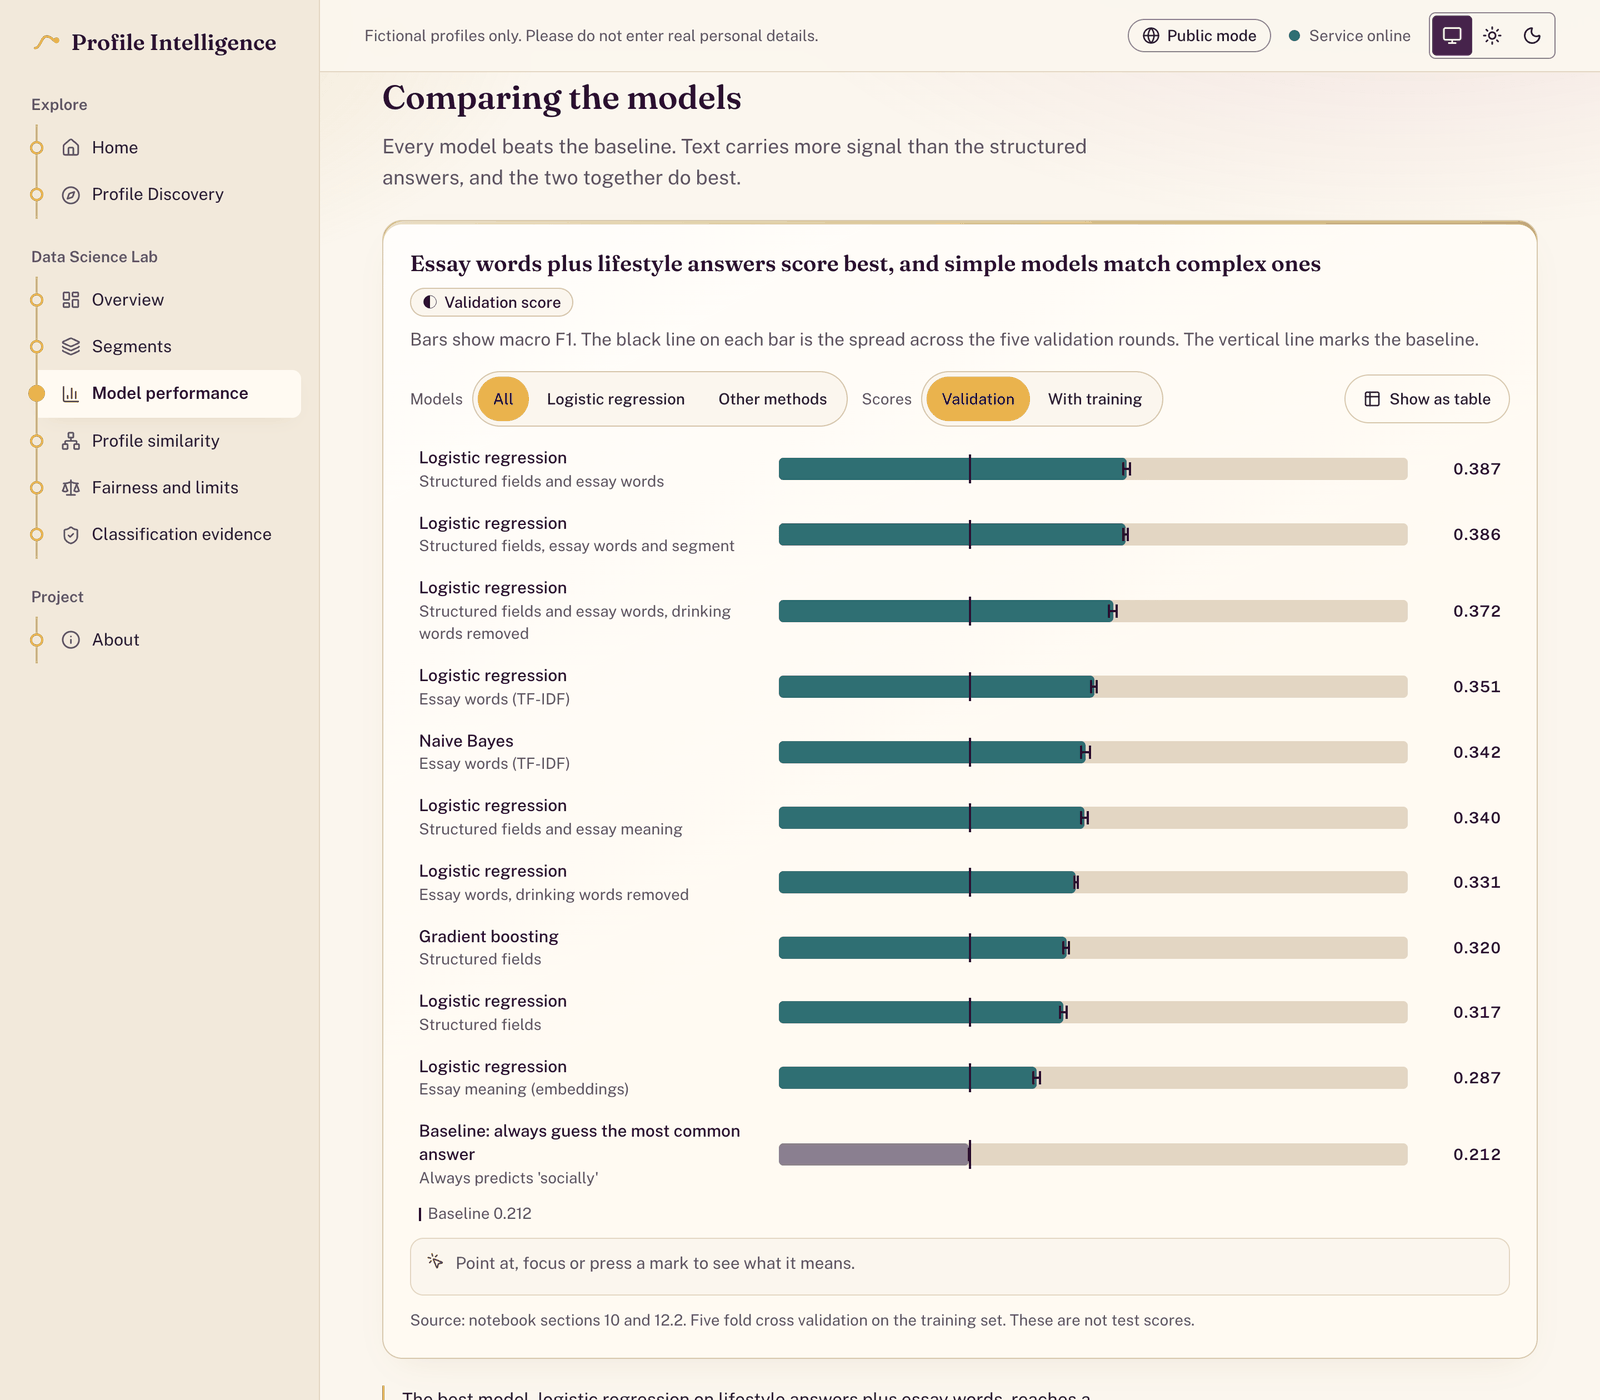 Profile Intelligence
Explore
Home
Profile Discovery
Data Science Lab
Overview
Segments
Model performance
Profile similarity
Fairness and limits
Classification evidence
Project
About
Fictional profiles only. Please do not enter real personal details.
Public mode
Service online
Comparing the models
Every model beats the baseline. Text carries more signal than the structured
answers, and the two together do best.
Essay words plus lifestyle answers score best, and simple models match complex ones
Validation score
Bars show macro F1. The black line on each bar is the spread across the five validation rounds. The vertical line marks the baseline.
Models All Logistic regression Other methods Scores Validation With training Show as table
Logistic regression
Structured fields and essay words
0.387
Logistic regression
Structured fields, essay words and segment
0.386
Logistic regression
Structured fields and essay words, drinking
words removed
0.372
Logistic regression
Essay words (TF-IDF)
0.351
Naive Bayes
Essay words (TF-IDF)
0.342
Logistic regression
Structured fields and essay meaning
0.340
Logistic regression
Essay words, drinking words removed
0.331
Gradient boosting
Structured fields
0.320
Logistic regression
Structured fields
0.317
Logistic regression
Essay meaning (embeddings)
0.287
Baseline: always guess the most common
answer
Always predicts 'socially'
0.212
Baseline 0.212
Point at, focus or press a mark to see what it means.
Source: notebook sections 10 and 12.2. Five fold cross validation on the training set. These are not test scores.
The best model, logistic regression on lifestyle answers plus essay words, reaches a